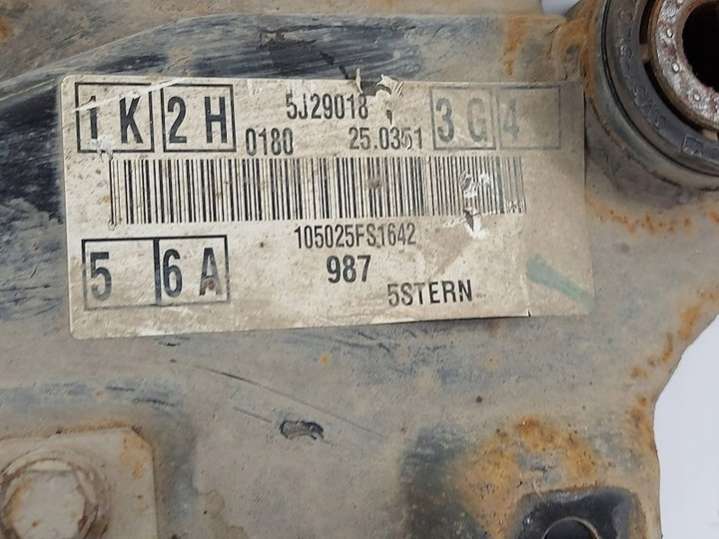 1 K 2 H 5J29018 3 G 4
0180 25.0351
105025FS1642
5 6 A 987
5STERN